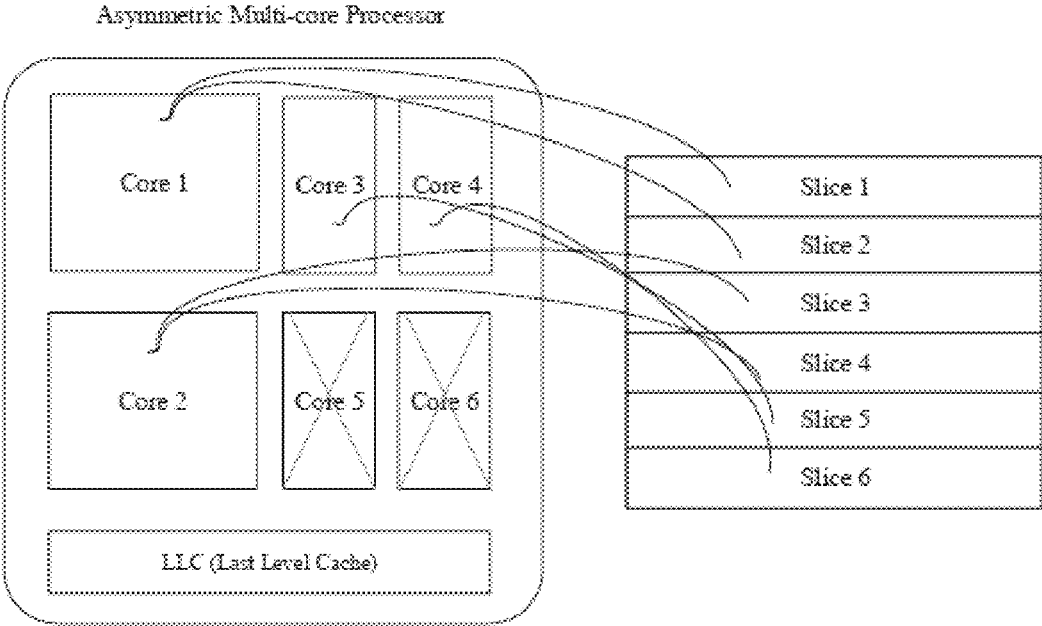 Asymmetric Multi-core Processor
Core 1
Core 3
Core 4
Core 2
Core 5
Core 6
LLC (Last Level Cache)
Slice 1
Slice 2
Slice 3
Slice 4
Slice 5
Slice 6